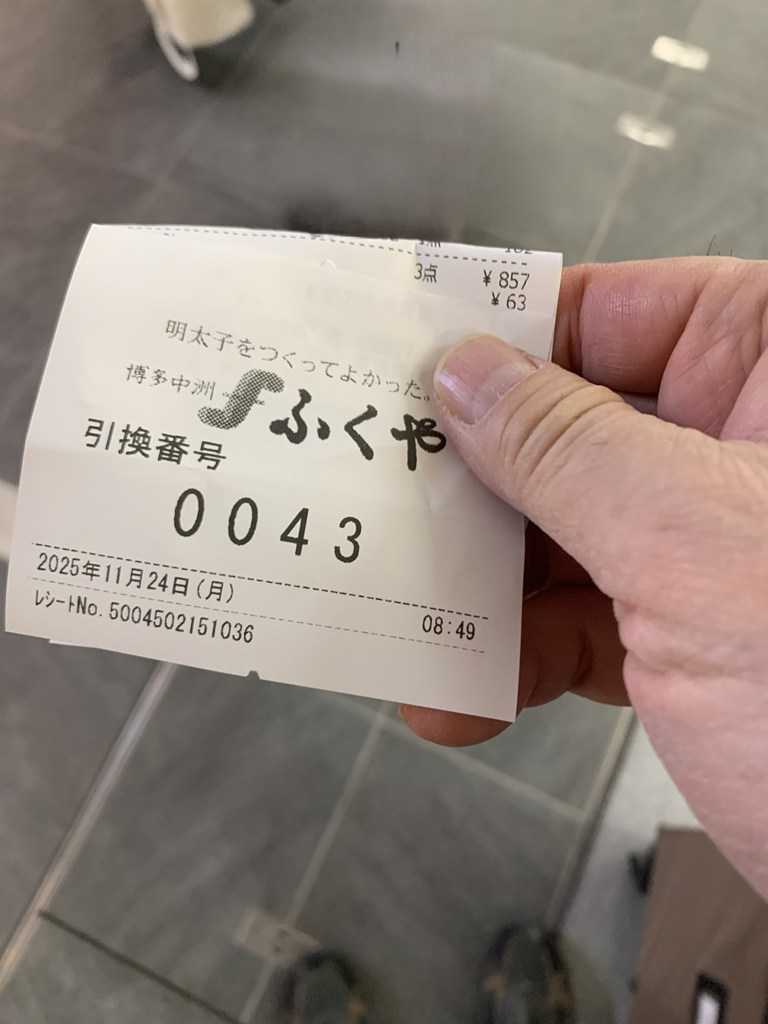 3点 ¥857
¥63
明太子をつくってよかった。
博多中洲 ふくや
引換番号
0043
2025年11月24日(月) 08:49
ﾚｼｰﾄNo.5004502151036